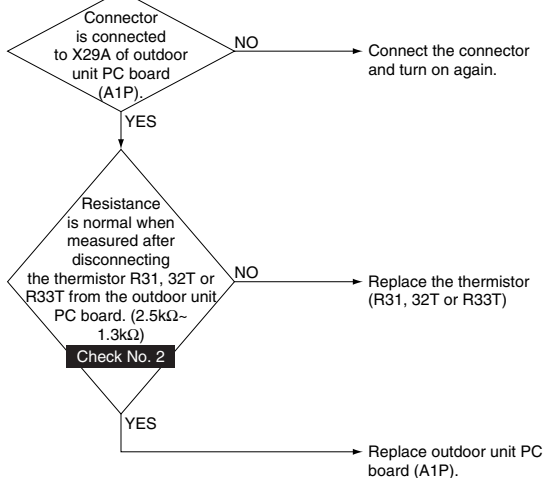 Connector
is connected
to X29A of outdoor
unit PC board
(A1P).
NO
Connect the connector
and turn on again.
YES
Resistance
is normal when
measured after
disconnecting
the thermistor R31, 32T or
R33T from the outdoor unit
PC board. (2.5kΩ~
1.3kΩ)
Check No. 2
NO
Replace the thermistor
(R31, 32T or R33T)
YES
Replace outdoor unit PC
board (A1P).